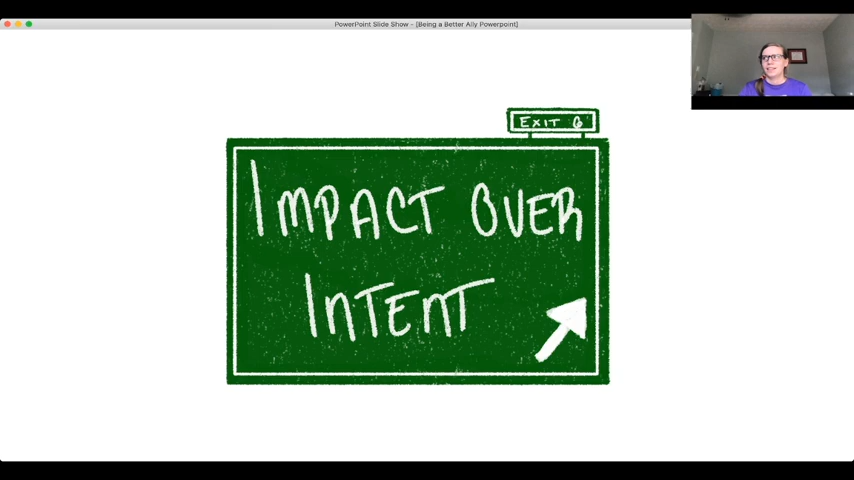 PowerPoint Slide Show - [Being a Better Ally Powerpoint]
EXIT 6
IMPACT OVER
INTENT